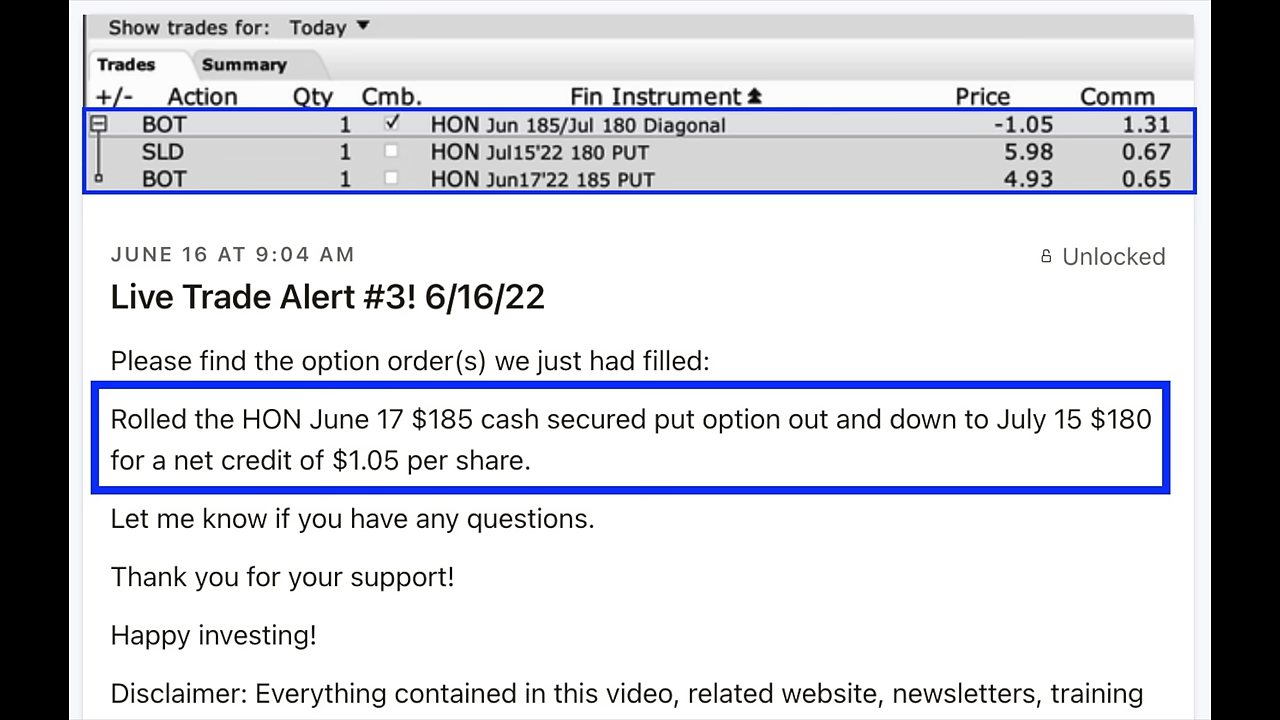 Show trades for: Today ▼
Trades Summary
+/- Action Qty Cmb. Fin Instrument Price Comm
BOT 1 ✓ HON Jun 185/Jul 180 Diagonal -1.05 1.31
SLD 1 HON Jul15'22 180 PUT 5.98 0.67
BOT 1 HON Jun17'22 185 PUT 4.93 0.65
JUNE 16 AT 9:04 AM Unlocked
Live Trade Alert #3! 6/16/22
Please find the option order(s) we just had filled:
Rolled the HON June 17 $185 cash secured put option out and down to July 15 $180
for a net credit of $1.05 per share.
Let me know if you have any questions.
Thank you for your support!
Happy investing!
Disclaimer: Everything contained in this video, related website, newsletters, training